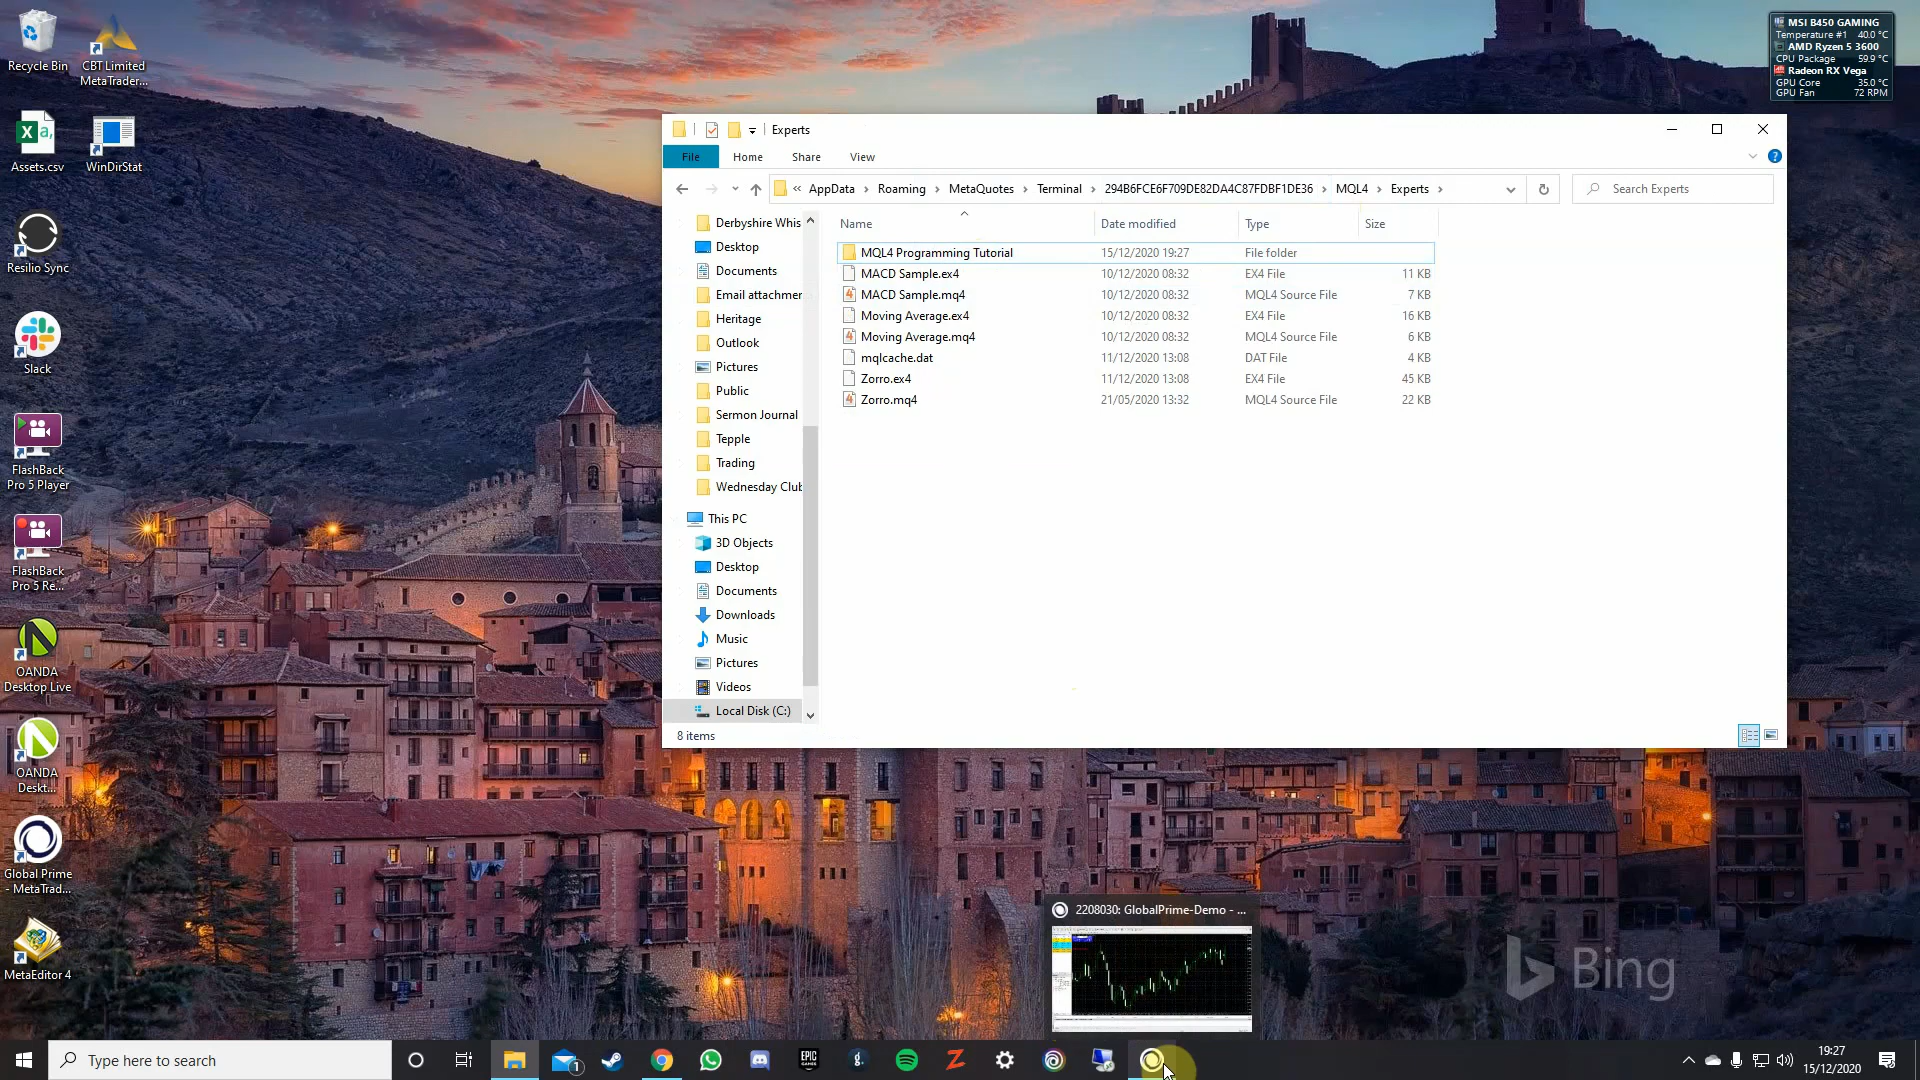 Recycle Bin
CBT Limited
MetaTrader...
Assets.csv
WinDirStat
Resilio Sync
Slack
FlashBack
Pro 5 Player
FlashBack
Pro 5 Re...
OANDA
Desktop Live
OANDA
Deskt...
Global Prime
- MetaTrad...
MetaEditor 4
MSI B450 GAMING
Temperature #1 40.0 °C
AMD Ryzen 5 3600
CPU Package 59.9 °C
Radeon RX Vega
GPU Core 35.0 °C
GPU Fan 72 RPM
Experts
File Home Share View
« AppData › Roaming › MetaQuotes › Terminal › 294B6FCE6F709DE82DA4C87FDBF1DE36 › MQL4 › Experts ›
Search Experts
Derbyshire Whis
Desktop
Documents
Email attachmer
Heritage
Outlook
Pictures
Public
Sermon Journal
Tepple
Trading
Wednesday Club
This PC
3D Objects
Desktop
Documents
Downloads
Music
Pictures
Videos
Local Disk (C:)
Name Date modified Type Size
MQL4 Programming Tutorial 15/12/2020 19:27 File folder
MACD Sample.ex4 10/12/2020 08:32 EX4 File 11 KB
MACD Sample.mq4 10/12/2020 08:32 MQL4 Source File 7 KB
Moving Average.ex4 10/12/2020 08:32 EX4 File 16 KB
Moving Average.mq4 10/12/2020 08:32 MQL4 Source File 6 KB
mqlcache.dat 11/12/2020 13:08 DAT File 4 KB
Zorro.ex4 11/12/2020 13:08 EX4 File 45 KB
Zorro.mq4 21/05/2020 13:32 MQL4 Source File 22 KB
8 items
2208030: GlobalPrime-Demo - ...
Bing
Type here to search
1
EPIC
GAMES
19:27
15/12/2020